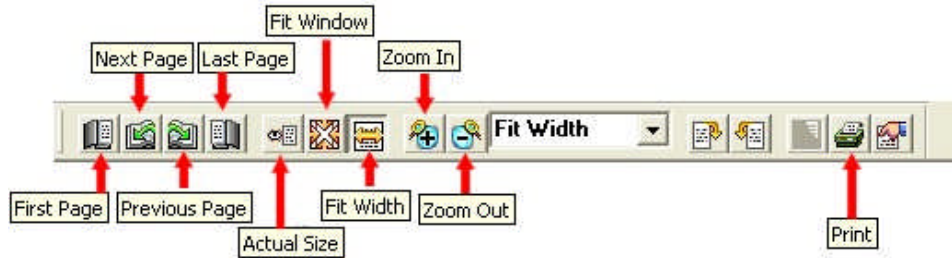 Fit Window
Next Page
Last Page
Zoom In
Fit Width
First Page
Previous Page
Fit Width
Zoom Out
Actual Size
Print